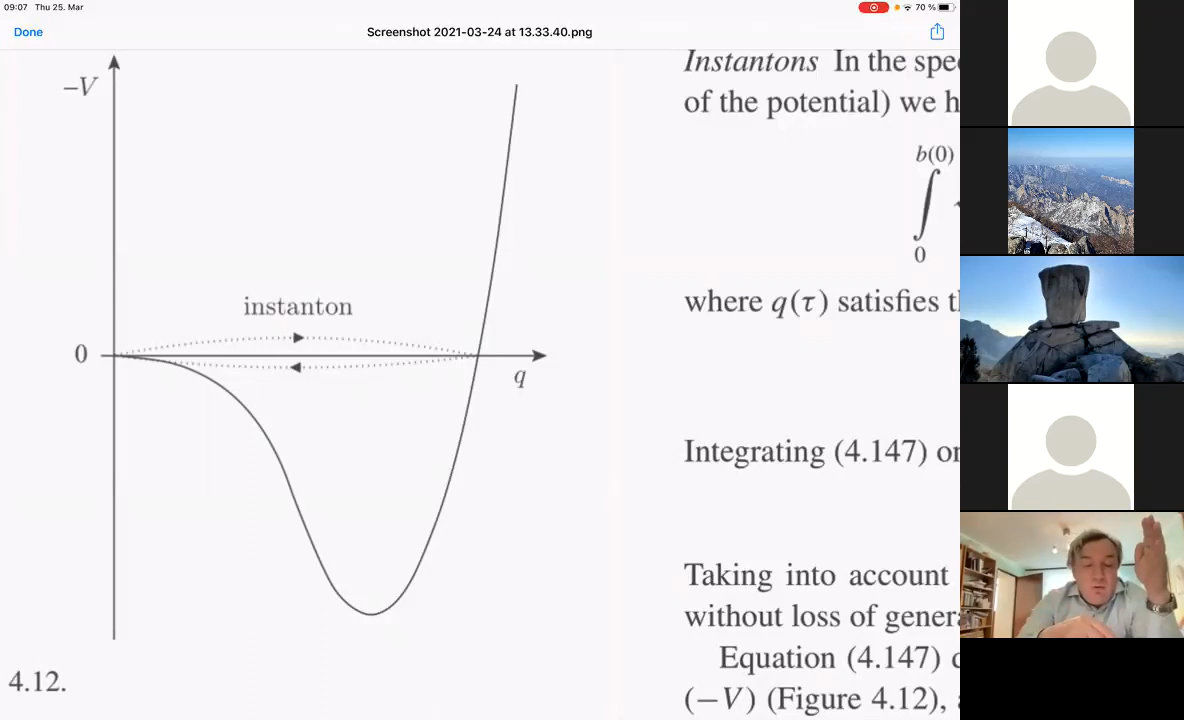 09:07 Thu 25. Mar
70 %
Done
Screenshot 2021-03-24 at 13.33.40.png
−V
instanton
0
q
4.12.
Instantons In the spe
of the potential) we h
b(0)
∫
0
where q(τ) satisfies t
Integrating (4.147) o
Taking into account
without loss of gener
Equation (4.147)
(−V) (Figure 4.12),